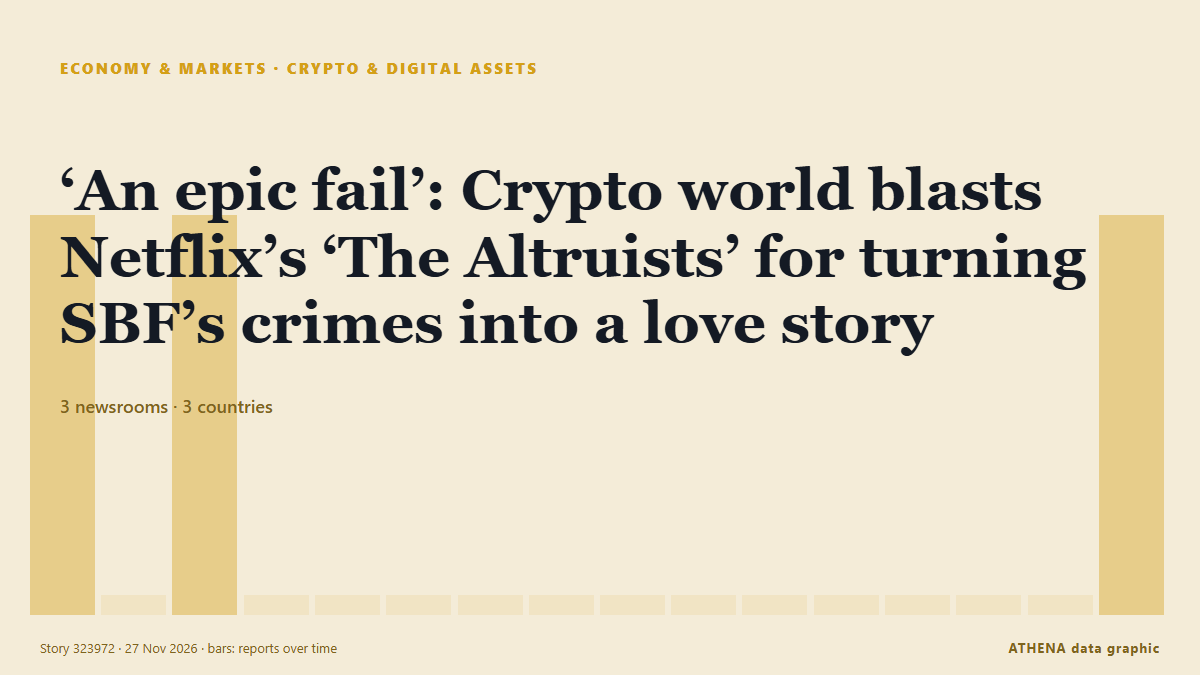 ECONOMY & MARKETS · CRYPTO & DIGITAL ASSETS
‘An epic fail’: Crypto world blasts
Netflix’s ‘The Altruists’ for turning
SBF’s crimes into a love story
3 newsrooms · 3 countries
Story 323972 · 27 Nov 2026 · bars: reports over time
ATHENA data graphic